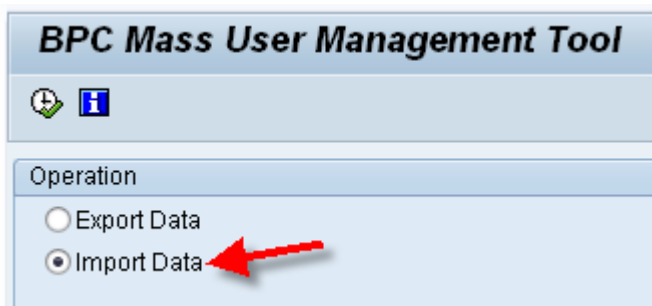 BPC Mass User Management Tool
Operation
Export Data
Import Data